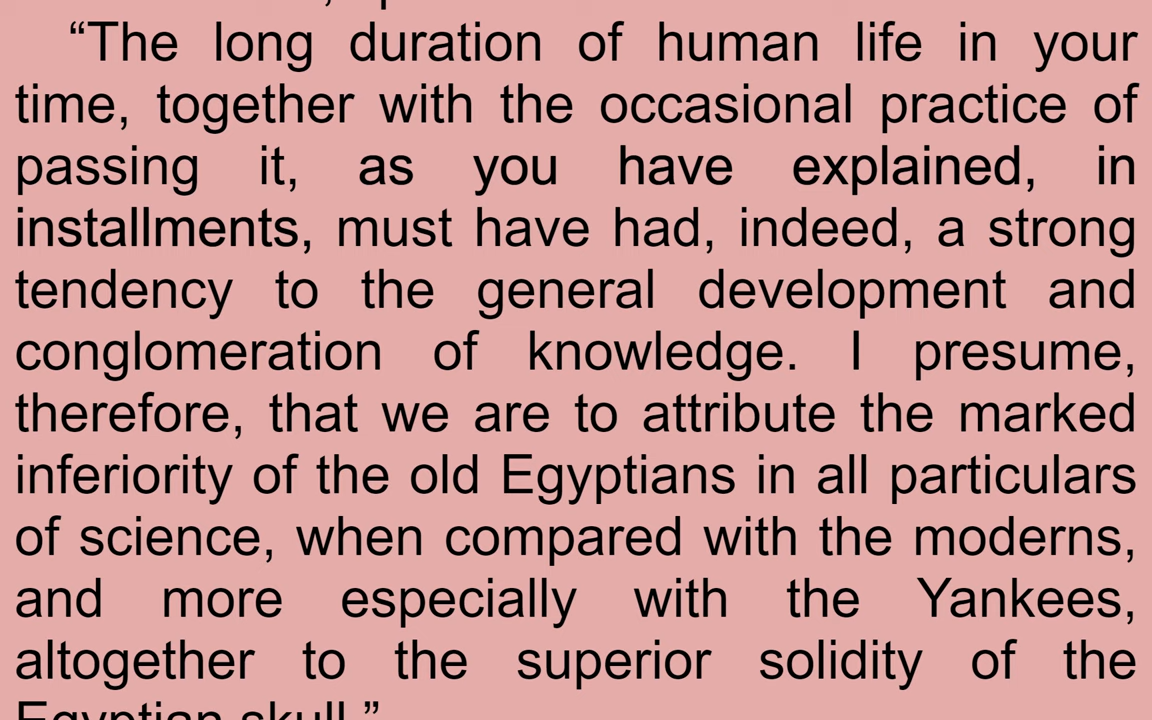 “The long duration of human life in your
time, together with the occasional practice of
passing it, as you have explained, in
installments, must have had, indeed, a strong
tendency to the general development and
conglomeration of knowledge. I presume,
therefore, that we are to attribute the marked
inferiority of the old Egyptians in all particulars
of science, when compared with the moderns,
and more especially with the Yankees,
altogether to the superior solidity of the
Egyptian skull.”